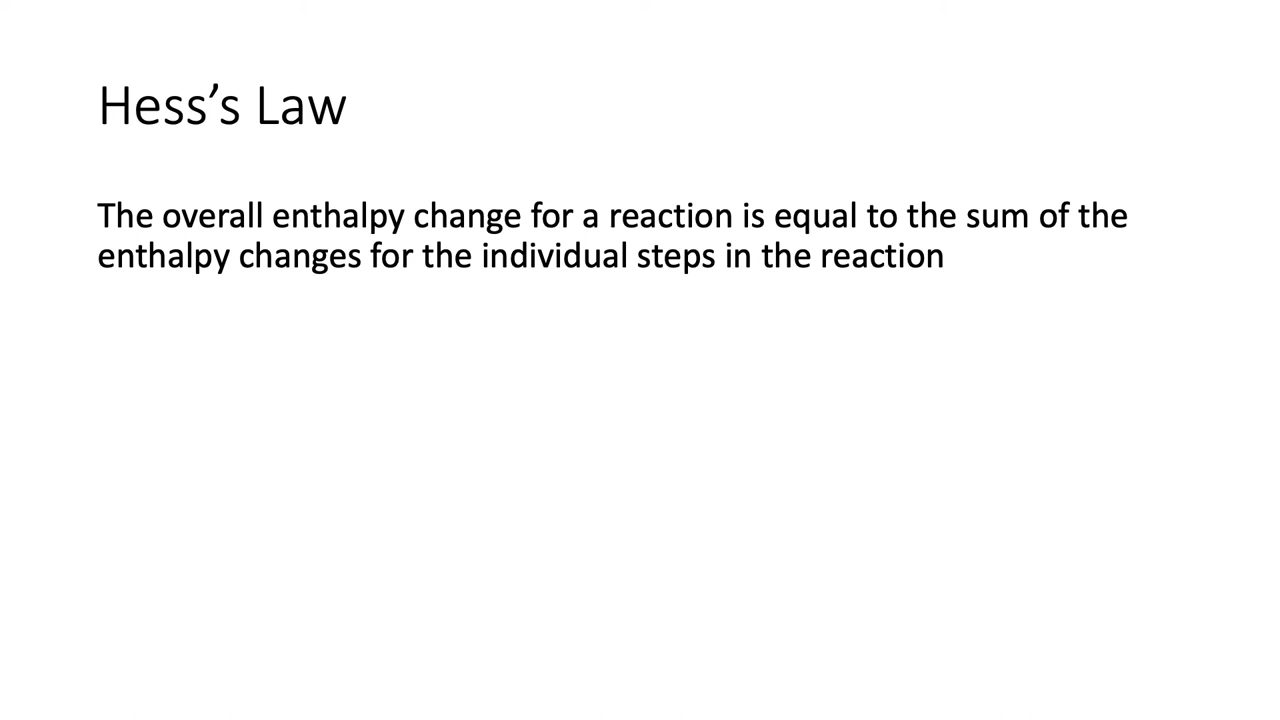 Hess’s Law
The overall enthalpy change for a reaction is equal to the sum of the
enthalpy changes for the individual steps in the reaction